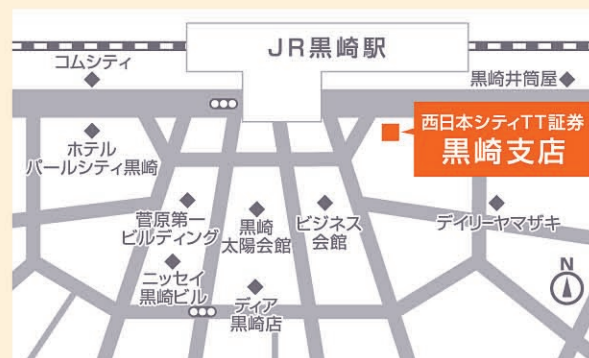 JR黒崎駅
コムシティ
黒崎井筒屋
西日本シティTT証券
黒崎支店
ホテル
パールシティ黒崎
菅原第一
ビルディング
黒崎
太陽会館
ビジネス
会館
デイリーヤマザキ
ニッセイ
黒崎ビル
ディア
黒崎店
N